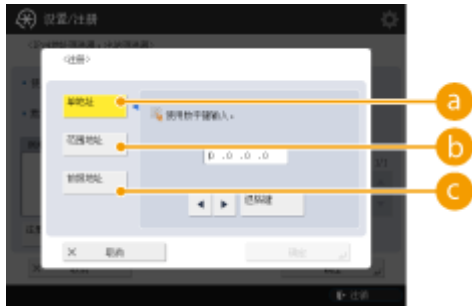 设置/注册
<注册>
单地址
a
使用数字键输入。
范围地址
b
0 .0 .0 .0
前缀地址
c
退格键
取消
确定
注销